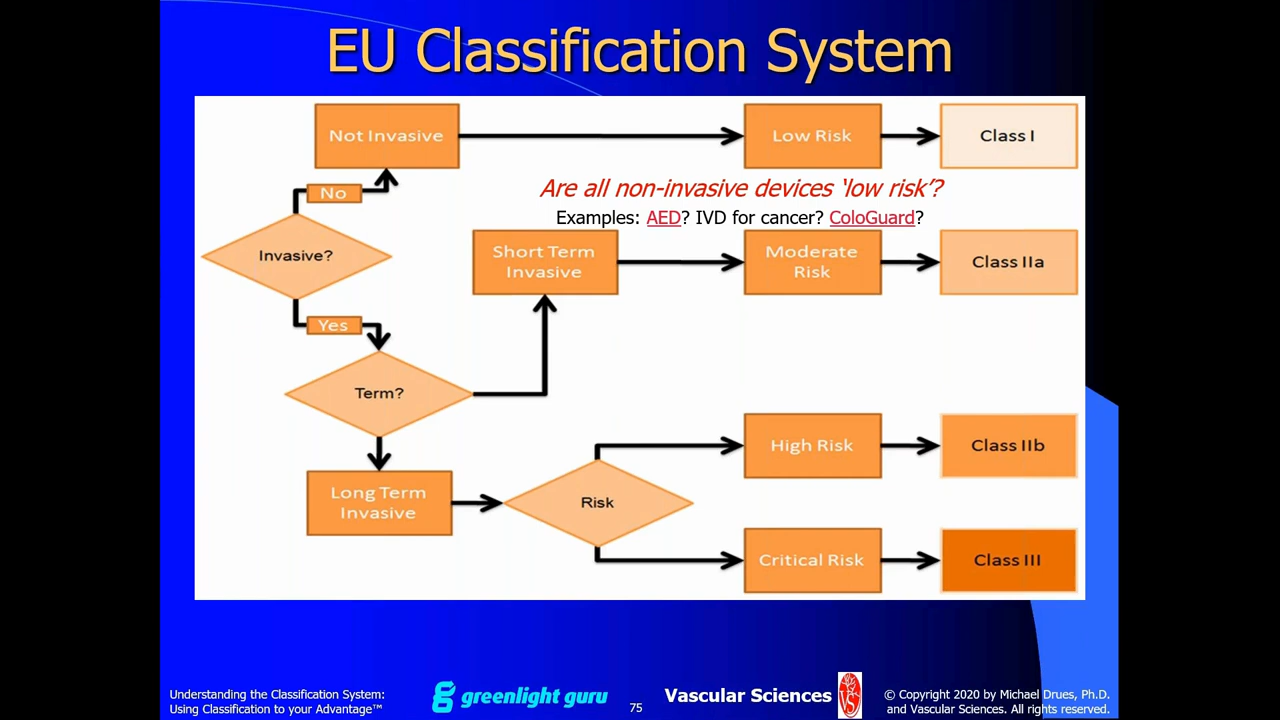 EU Classification System
Not Invasive
Low Risk
Class I
No
Are all non-invasive devices ‘low risk’?
Examples: AED? IVD for cancer? ColoGuard?
Invasive?
Short Term
Invasive
Moderate
Risk
Class IIa
Yes
Term?
High Risk
Class IIb
Long Term
Invasive
Risk
Critical Risk
Class III
Understanding the Classification System:
Using Classification to your Advantage™
greenlight guru
75
Vascular Sciences
VS
© Copyright 2020 by Michael Drues, Ph.D.
and Vascular Sciences. All rights reserved.